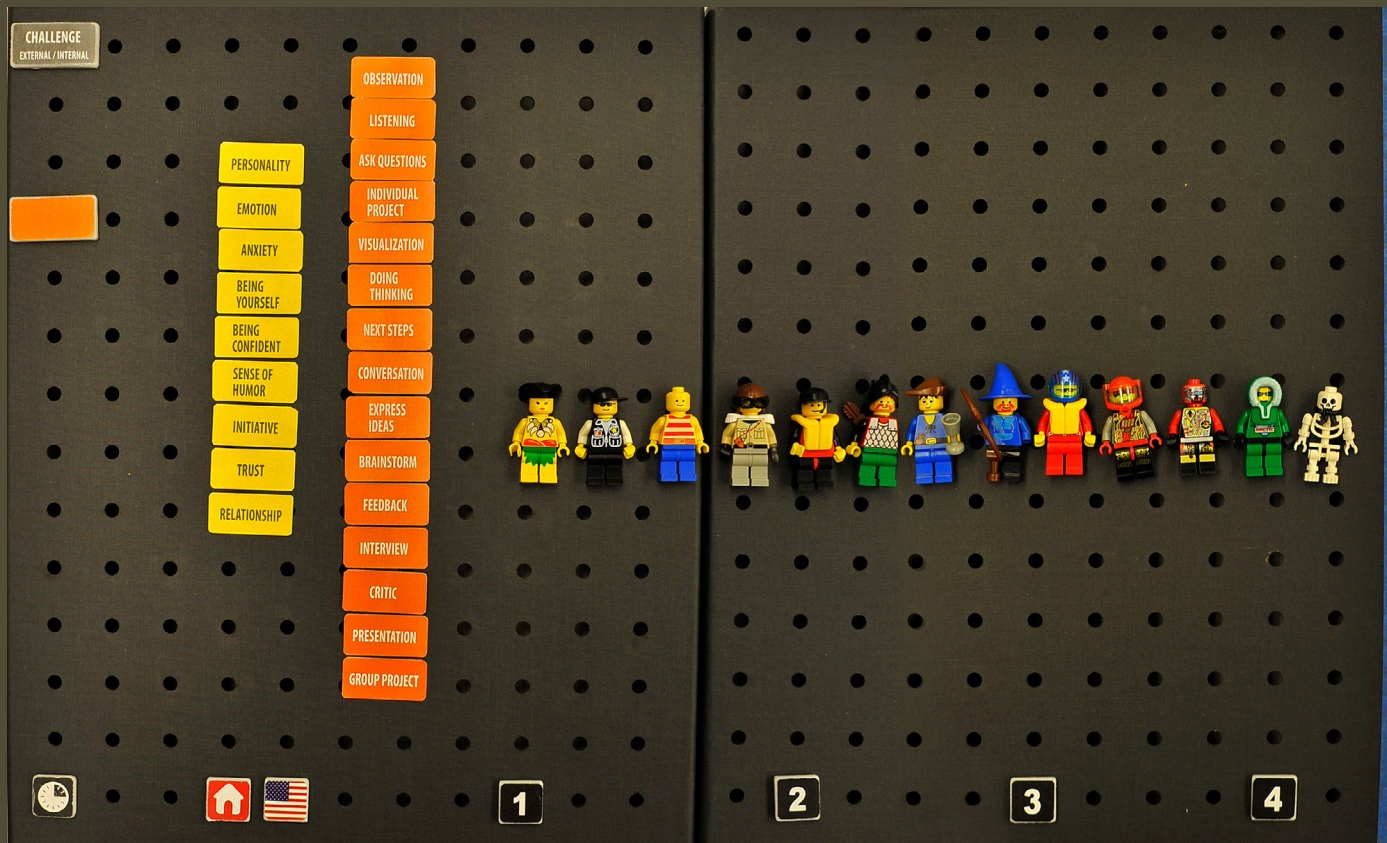 CHALLENGE
EXTERNAL / INTERNAL
PERSONALITY
EMOTION
ANXIETY
BEING
YOURSELF
BEING
CONFIDENT
SENSE OF
HUMOR
INITIATIVE
TRUST
RELATIONSHIP
OBSERVATION
LISTENING
ASK QUESTIONS
INDIVIDUAL
PROJECT
VISUALIZATION
DOING
THINKING
NEXT STEPS
CONVERSATION
EXPRESS
IDEAS
BRAINSTORM
FEEDBACK
INTERVIEW
CRITIC
PRESENTATION
GROUP PROJECT
1
2
3
4